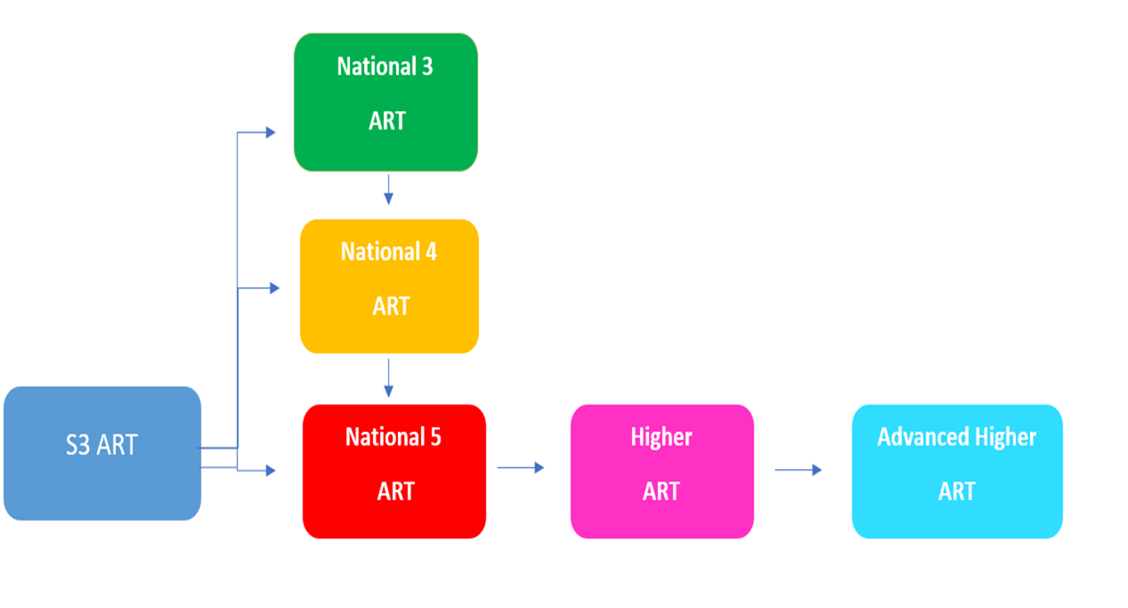 National 3
ART
National 4
ART
S3 ART
National 5
ART
Higher
ART
Advanced Higher
ART